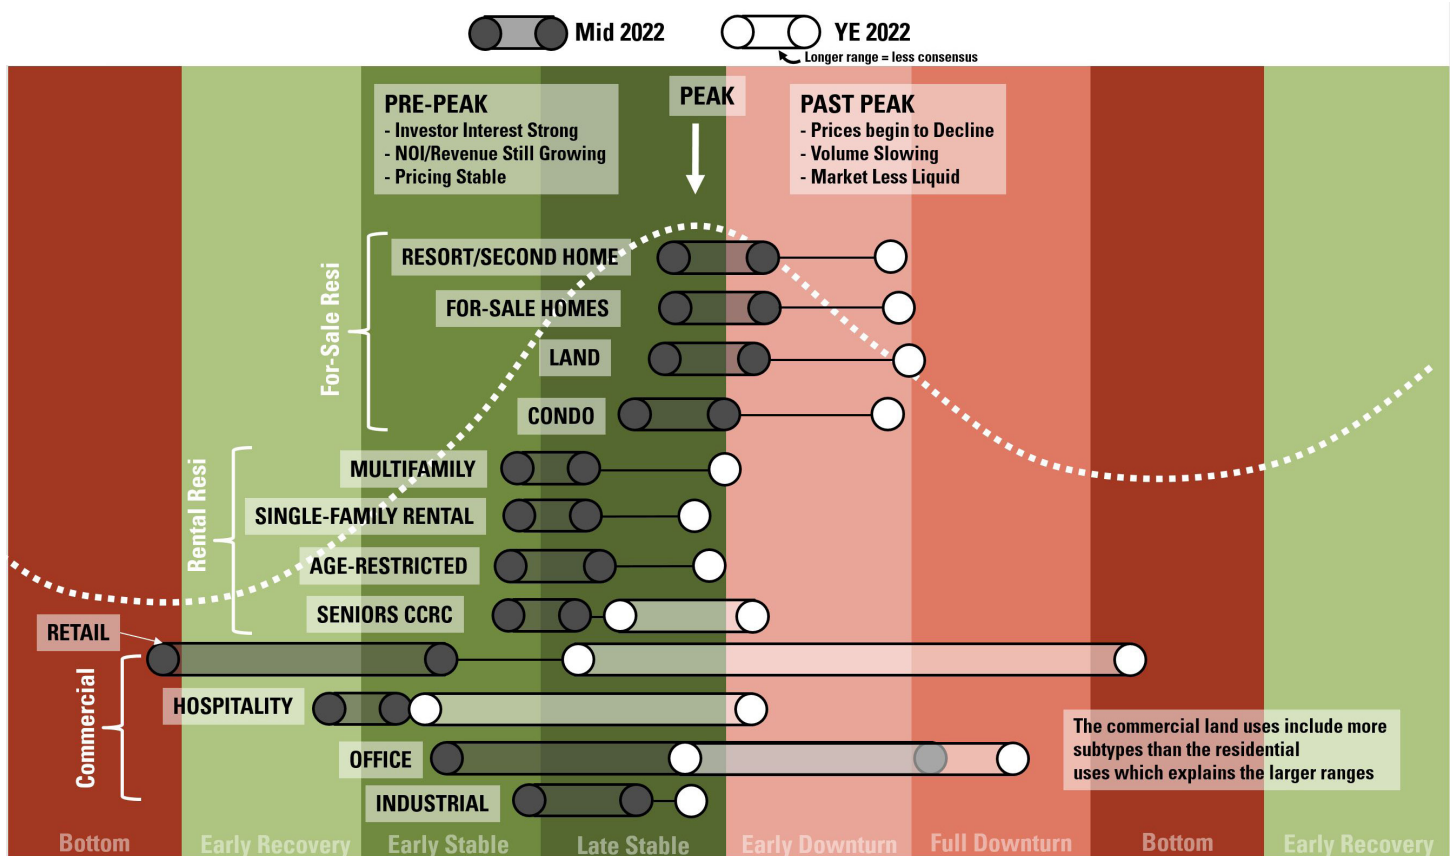 Mid 2022
YE 2022
Longer range = less consensus
PRE-PEAK
- Investor Interest Strong
- NOI/Revenue Still Growing
- Pricing Stable
PEAK
PAST PEAK
- Prices begin to Decline
- Volume Slowing
- Market Less Liquid
For-Sale Resi
RESORT/SECOND HOME
FOR-SALE HOMES
LAND
CONDO
Rental Resi
MULTIFAMILY
SINGLE-FAMILY RENTAL
AGE-RESTRICTED
SENIORS CCRC
Commercial
RETAIL
HOSPITALITY
OFFICE
INDUSTRIAL
The commercial land uses include more
subtypes than the residential
uses which explains the larger ranges
Bottom
Early Recovery
Early Stable
Late Stable
Early Downturn
Full Downturn
Bottom
Early Recovery